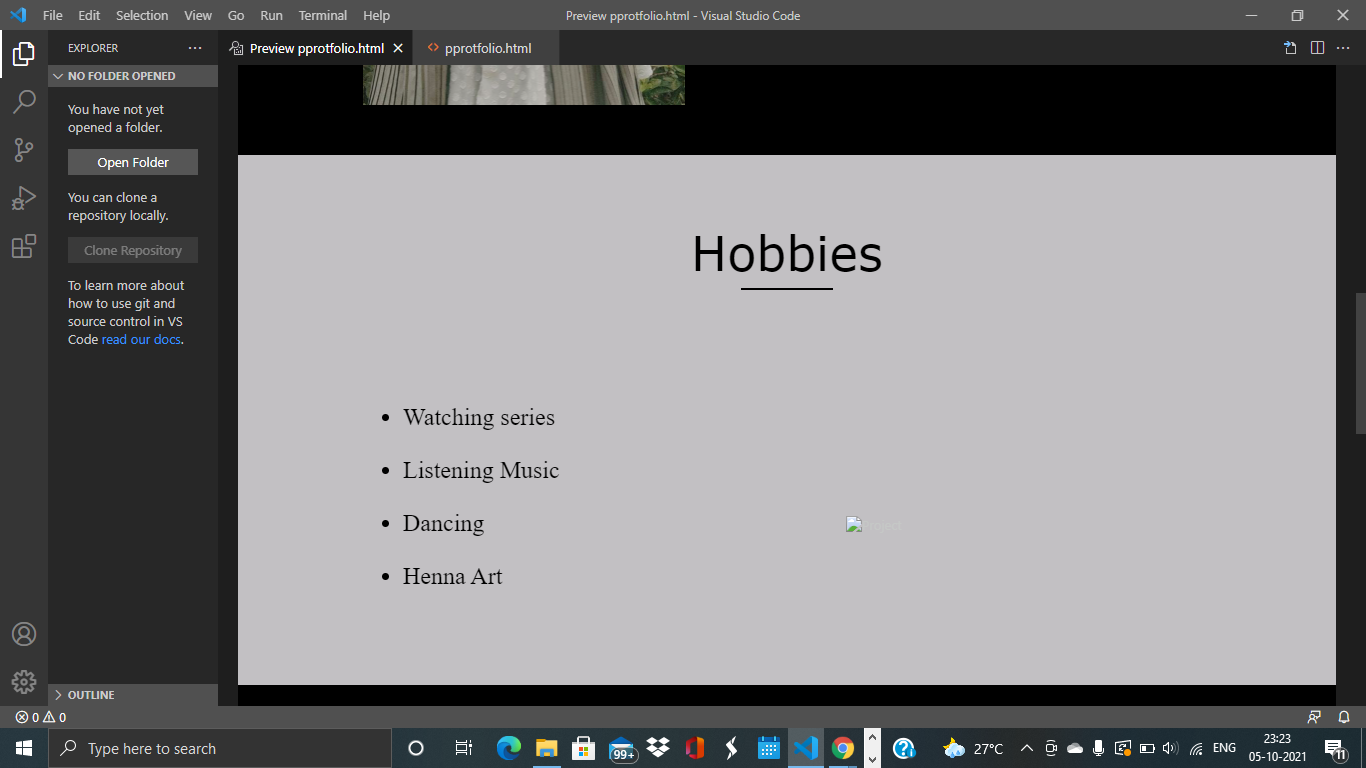 File Edit Selection View Go Run Terminal Help Preview pprotfolio.html - Visual Studio Code
EXPLORER
Preview pprotfolio.html
pprotfolio.html
NO FOLDER OPENED
You have not yet
opened a folder.
Open Folder
You can clone a
repository locally.
Clone Repository
To learn more about
how to use git and
source control in VS
Code read our docs.
OUTLINE
Hobbies
Watching series
Listening Music
Dancing
Henna Art
Project
0 0
Type here to search
99+
27°C
ENG
23:23
05-10-2021
11